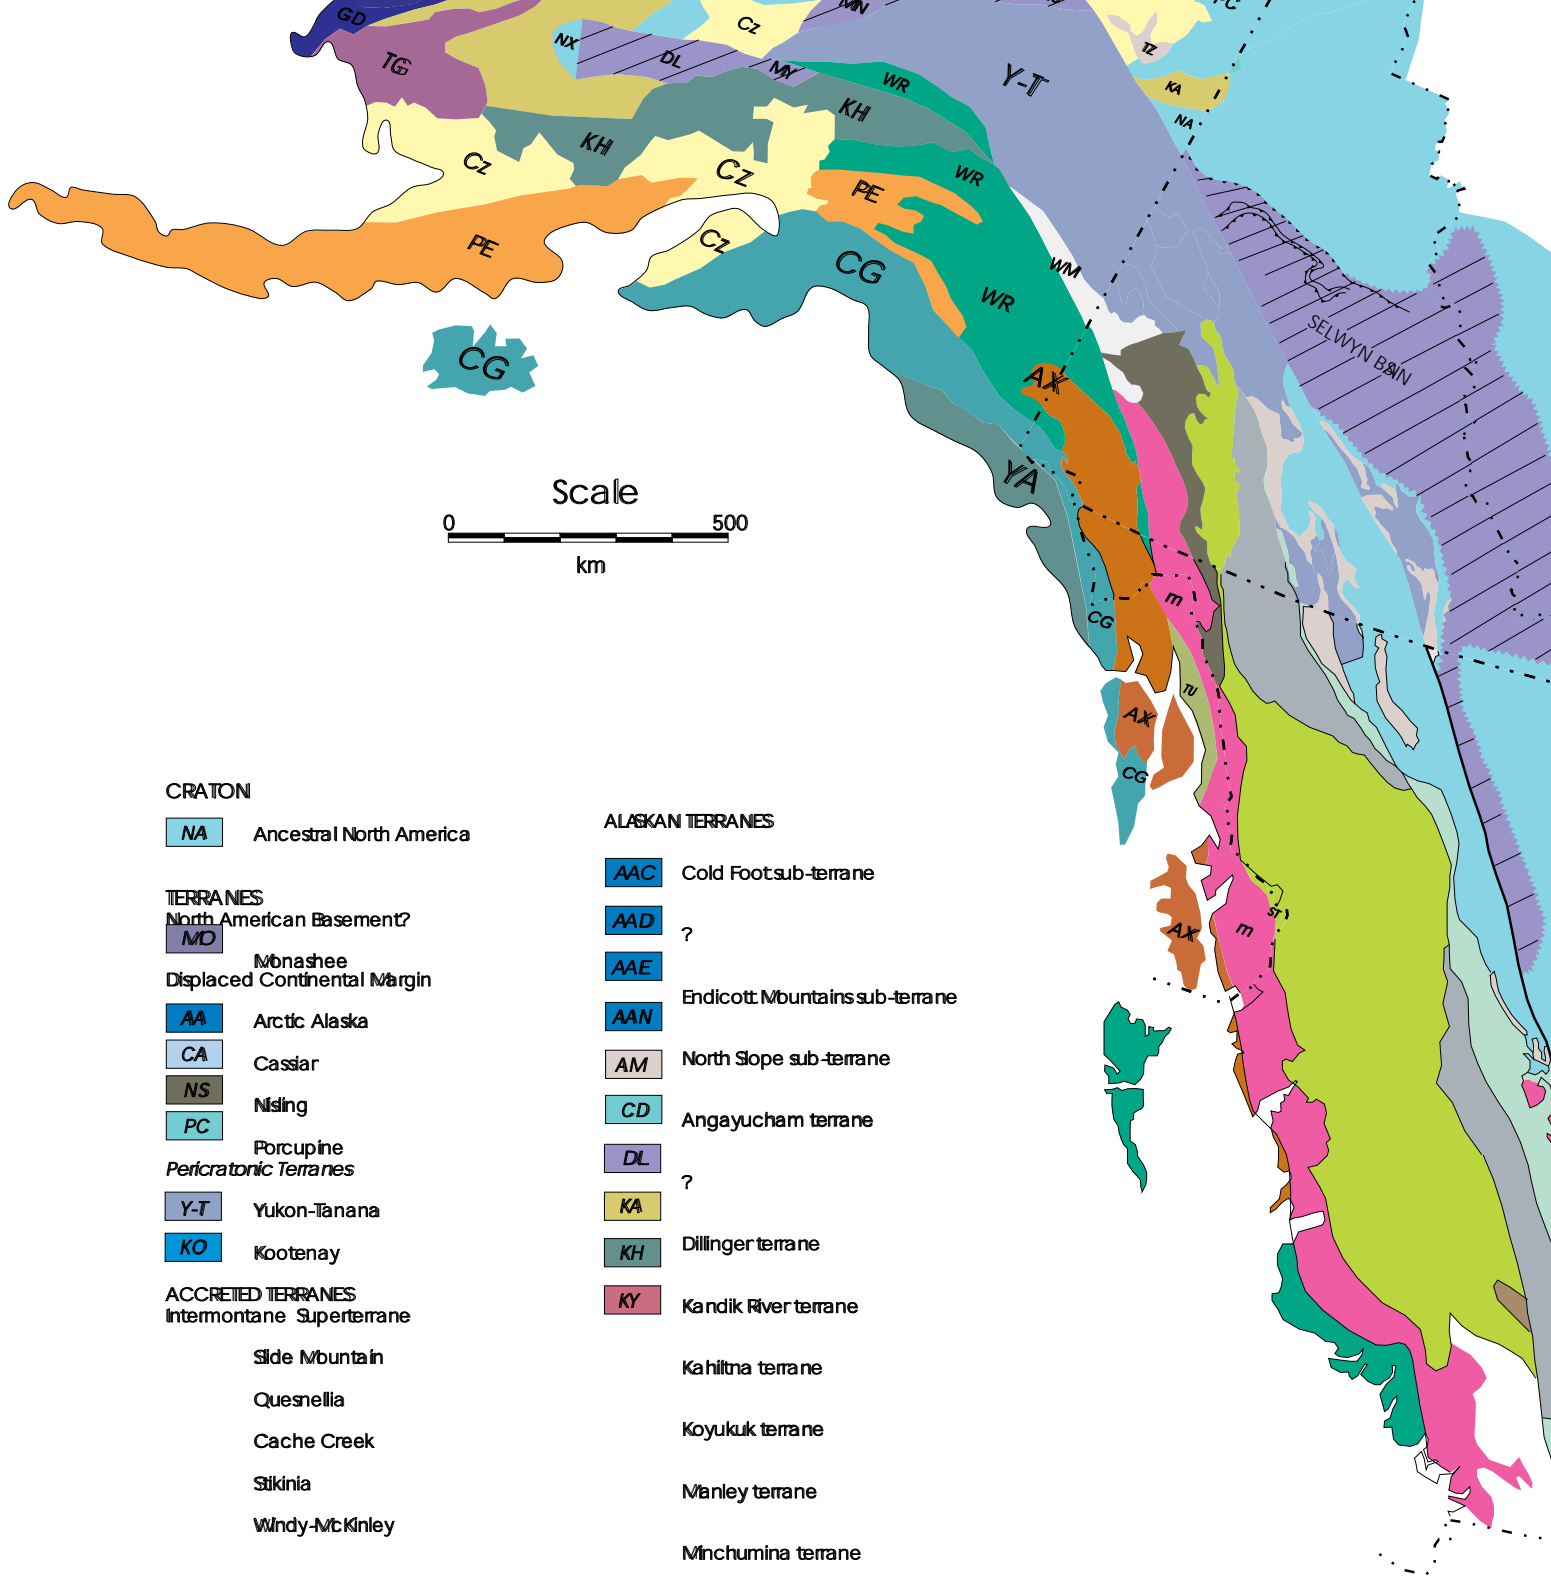 GD
MN
PC
TG
NX
Cz
TZ
DL
MY
WR
Y-T
KA
KH
NA
KH
Cz
Cz
WR
PE
PE
Cz
CG
WM
WR
SELWYN BASIN
CG
AX
YA
Scale
0 500
km
m
CG
TU
AX
CG
ST
m
AX
CRATON
NA Ancestral North America
TERRANES
North American Basement?
MO
Monashee
Displaced Continental Margin
AA Arctic Alaska
CA Cassiar
NS Nisling
PC Porcupine
Pericratonic Terranes
Y-T Yukon-Tanana
KO Kootenay
ACCRETED TERRANES
Intermontane Superterrane
Slide Mountain
Quesnellia
Cache Creek
Stikinia
Windy-McKinley
ALASKAN TERRANES
AAC Cold Foot sub-terrane
AAD ?
AAE Endicott Mountains sub-terrane
AAN North Slope sub-terrane
AM Angayucham terrane
CD ?
DL Dillinger terrane
KA Kandik River terrane
KH Kahiltna terrane
KY Koyukuk terrane
Manley terrane
Minchumina terrane